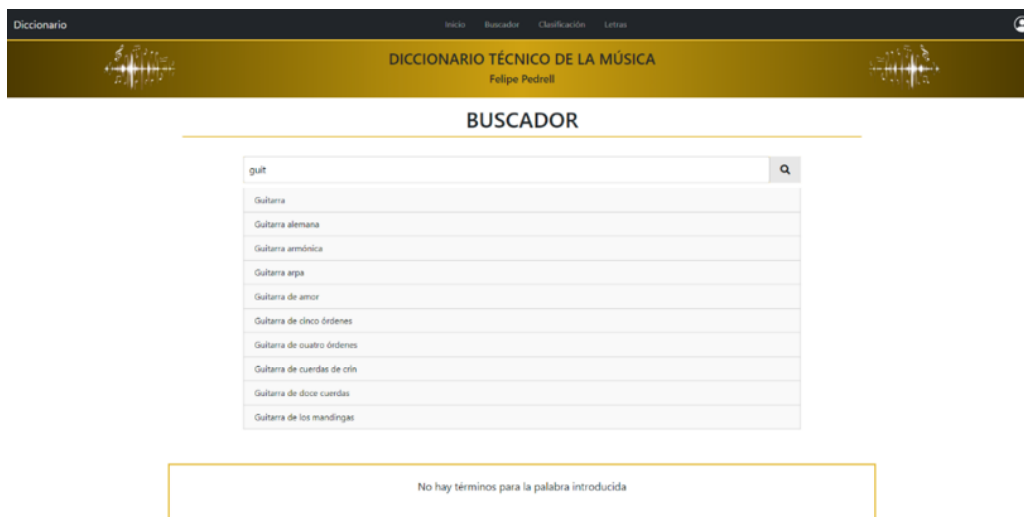 Diccionario Inicio Buscador Clasificación Letras
DICCIONARIO TÉCNICO DE LA MÚSICA
Felipe Pedrell
BUSCADOR
guit
Guitarra
Guitarra alemana
Guitarra armónica
Guitarra arpa
Guitarra de amor
Guitarra de cinco órdenes
Guitarra de ouatro órdenes
Guitarra de cuerdas de crin
Guitarra de doce cuerdas
Guitarra de los mandingas
No hay términos para la palabra introducida